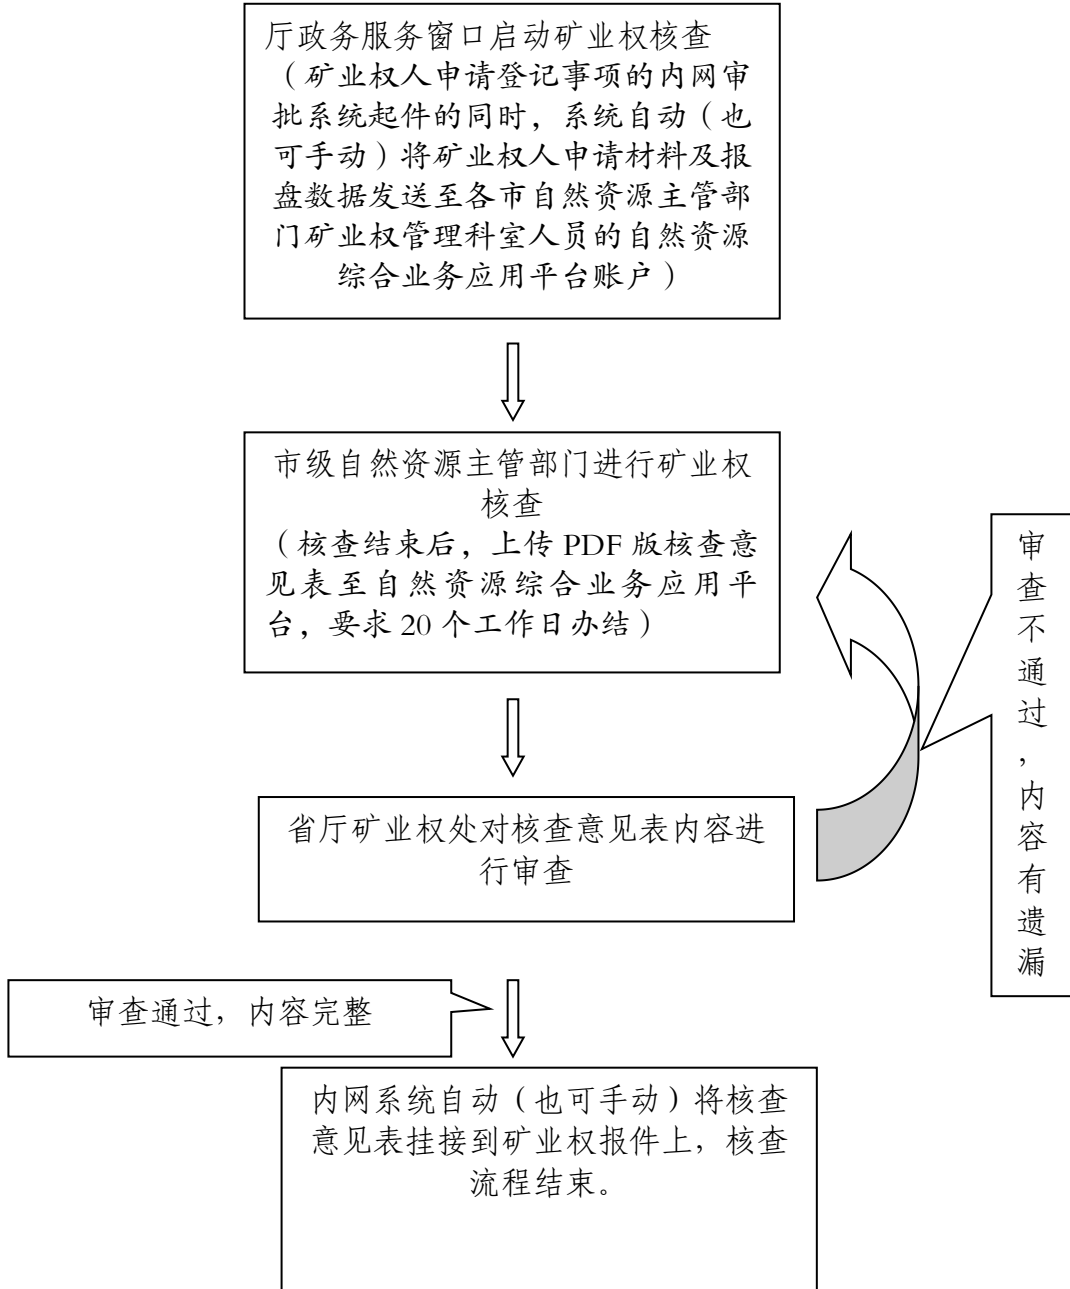 厅政务服务窗口启动矿业权核查
（矿业权人申请登记事项的内网审
批系统起件的同时，系统自动（也
可手动）将矿业权人申请材料及报
盘数据发送至各市自然资源主管部
门矿业权管理科室人员的自然资源
综合业务应用平台账户）
市级自然资源主管部门进行矿业权
核查
（核查结束后，上传 PDF 版核查意
见表至自然资源综合业务应用平
台，要求 20 个工作日办结）
审
查
不
通
过
，
内
容
有
遗
漏
省厅矿业权处对核查意见表内容进
行审查
审查通过，内容完整
内网系统自动（也可手动）将核查
意见表挂接到矿业权报件上，核查
流程结束。